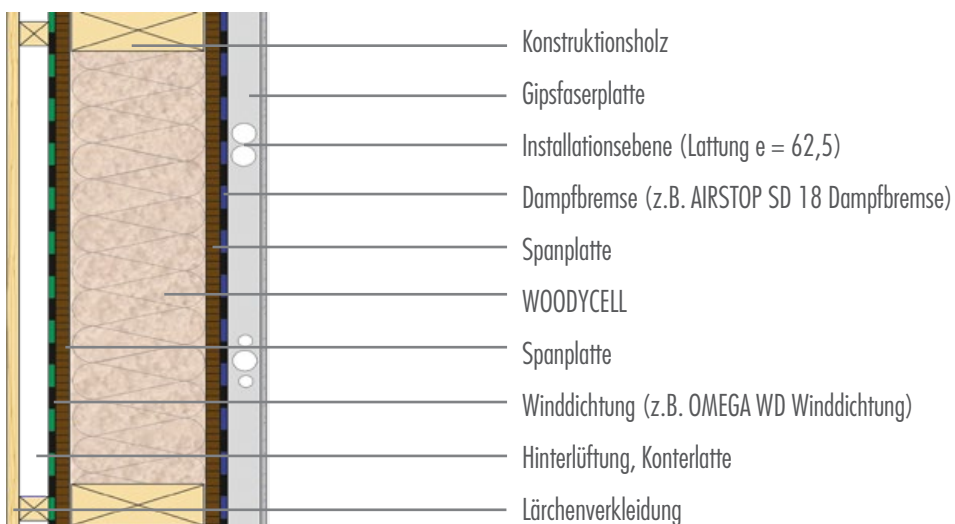 Konstruktionsholz
Gipsfaserplatte
Installationsebene (Lattung e = 62,5)
Dampfbremse (z.B. AIRSTOP SD 18 Dampfbremse)
Spanplatte
WOODYCELL
Spanplatte
Winddichtung (z.B. OMEGA WD Winddichtung)
Hinterlüftung, Konterlatte
Lärchenverkleidung